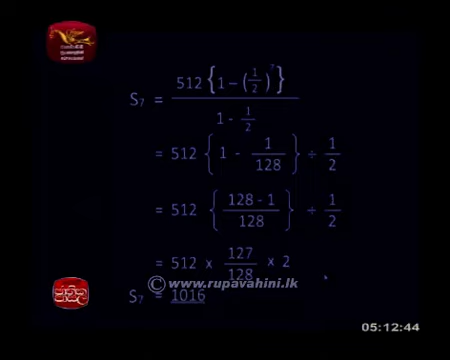 S₇ = 512 { 1 - (1/2)⁷ } / 1 - 1/2
= 512 { 1 - 1/128 } ÷ 1/2
= 512 { 128 - 1 / 128 } ÷ 1/2
= 512 × 127/128 × 2
© www.rupavahini.lk
S₇ = 1016
05:12:44